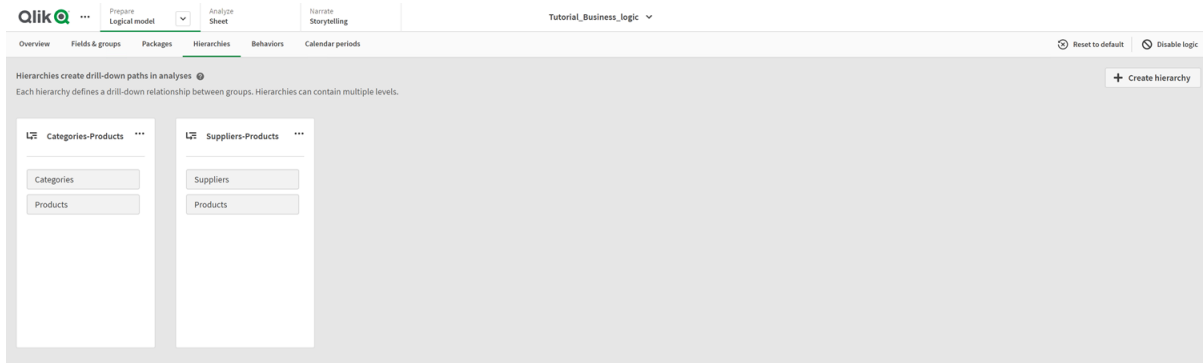 Qlik
Prepare
Logical model
Analyze
Sheet
Narrate
Storytelling
Tutorial_Business_logic
Overview Fields & groups Packages Hierarchies Behaviors Calendar periods
Reset to default Disable logic
Hierarchies create drill-down paths in analyses
Each hierarchy defines a drill-down relationship between groups. Hierarchies can contain multiple levels.
+ Create hierarchy
Categories-Products
Categories
Products
Suppliers-Products
Suppliers
Products